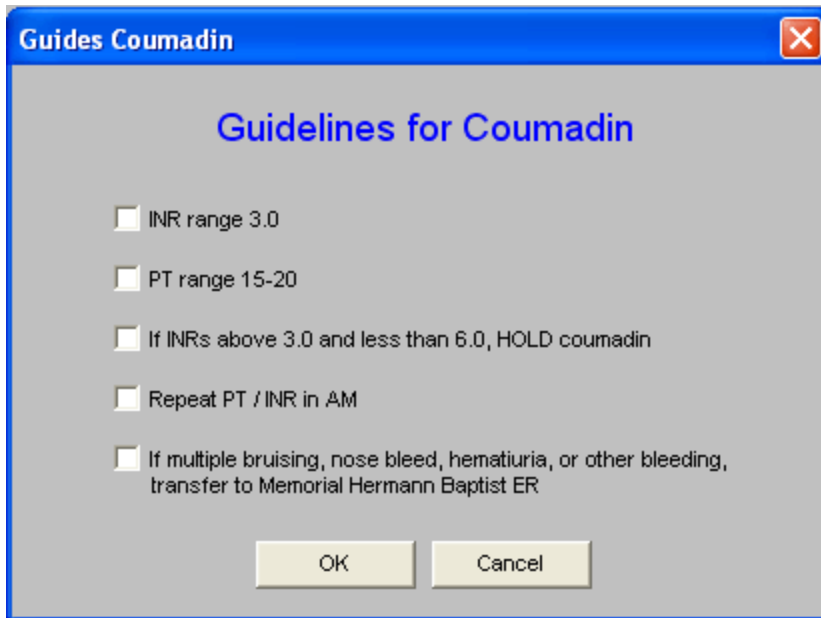 Guides Coumadin
Guidelines for Coumadin
INR range 3.0
PT range 15-20
If INRs above 3.0 and less than 6.0, HOLD coumadin
Repeat PT / INR in AM
If multiple bruising, nose bleed, hematiuria, or other bleeding,
transfer to Memorial Hermann Baptist ER
OK
Cancel